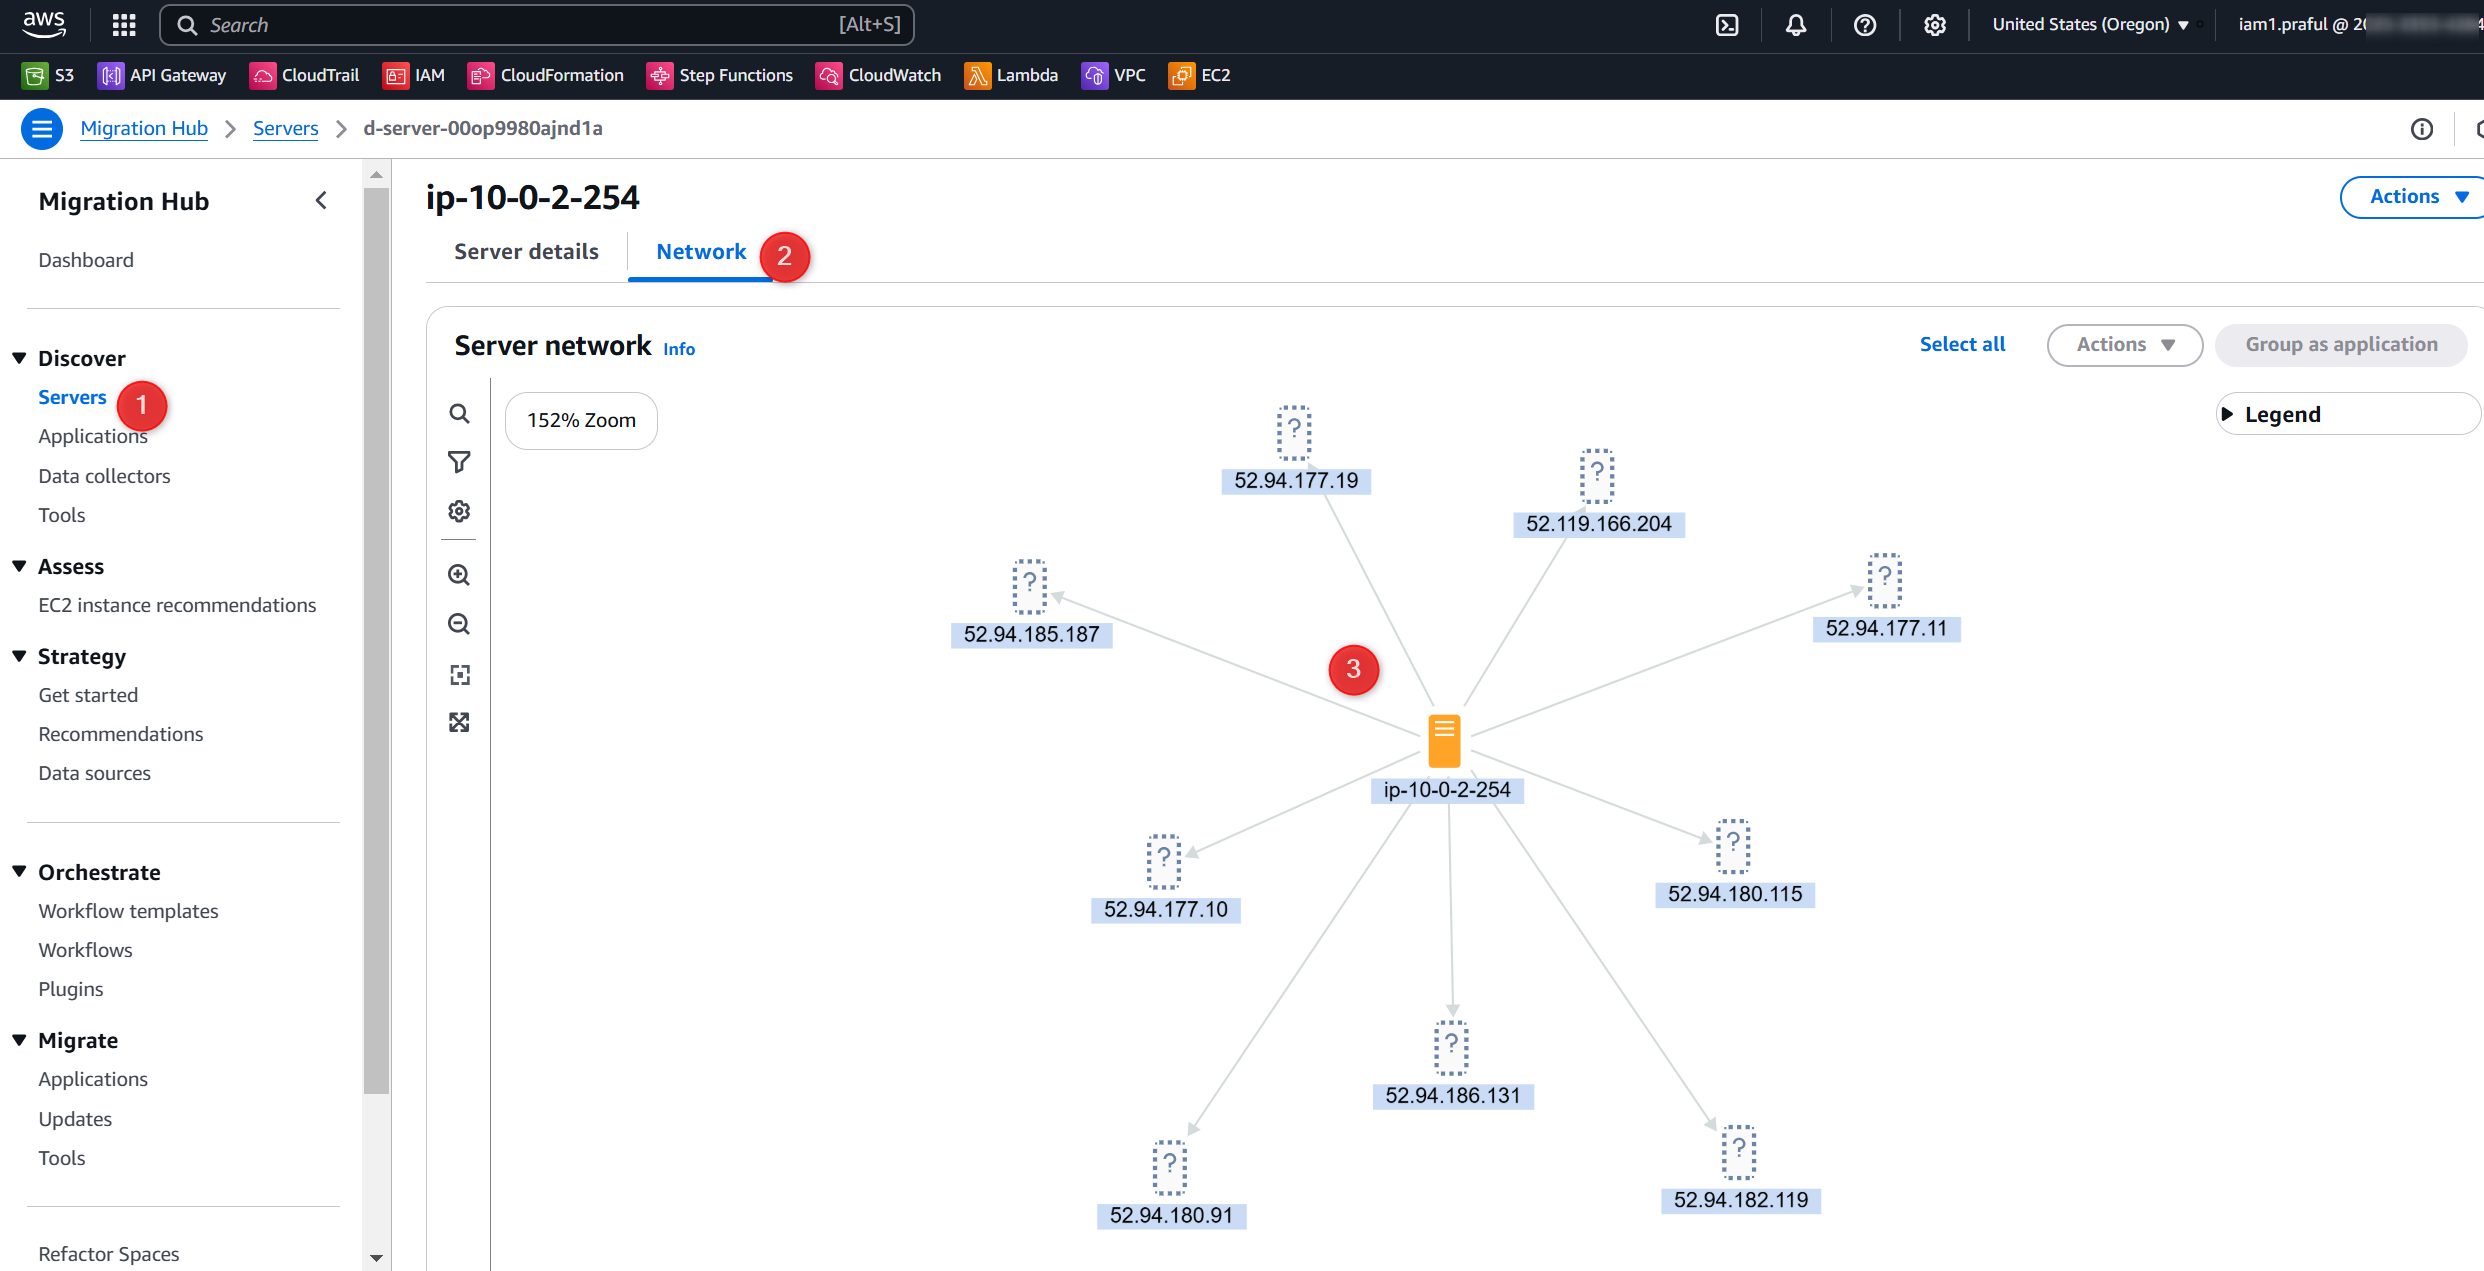 aws
Search [Alt+S]
United States (Oregon)
iam1.praful @ 20
S3 API Gateway CloudTrail IAM CloudFormation Step Functions CloudWatch Lambda VPC EC2
Migration Hub Servers d-server-00op9980ajnd1a
Migration Hub
Dashboard
Discover
Servers 1
Applications
Data collectors
Tools
Assess
EC2 instance recommendations
Strategy
Get started
Recommendations
Data sources
Orchestrate
Workflow templates
Workflows
Plugins
Migrate
Applications
Updates
Tools
Refactor Spaces
ip-10-0-2-254
Actions
Server details Network 2
Server network Info
Select all Actions Group as application
152% Zoom
Legend
?
52.94.177.19
?
52.119.166.204
?
52.94.185.187
?
52.94.177.11
3
ip-10-0-2-254
?
52.94.177.10
?
52.94.180.115
?
52.94.186.131
?
52.94.180.91
?
52.94.182.119